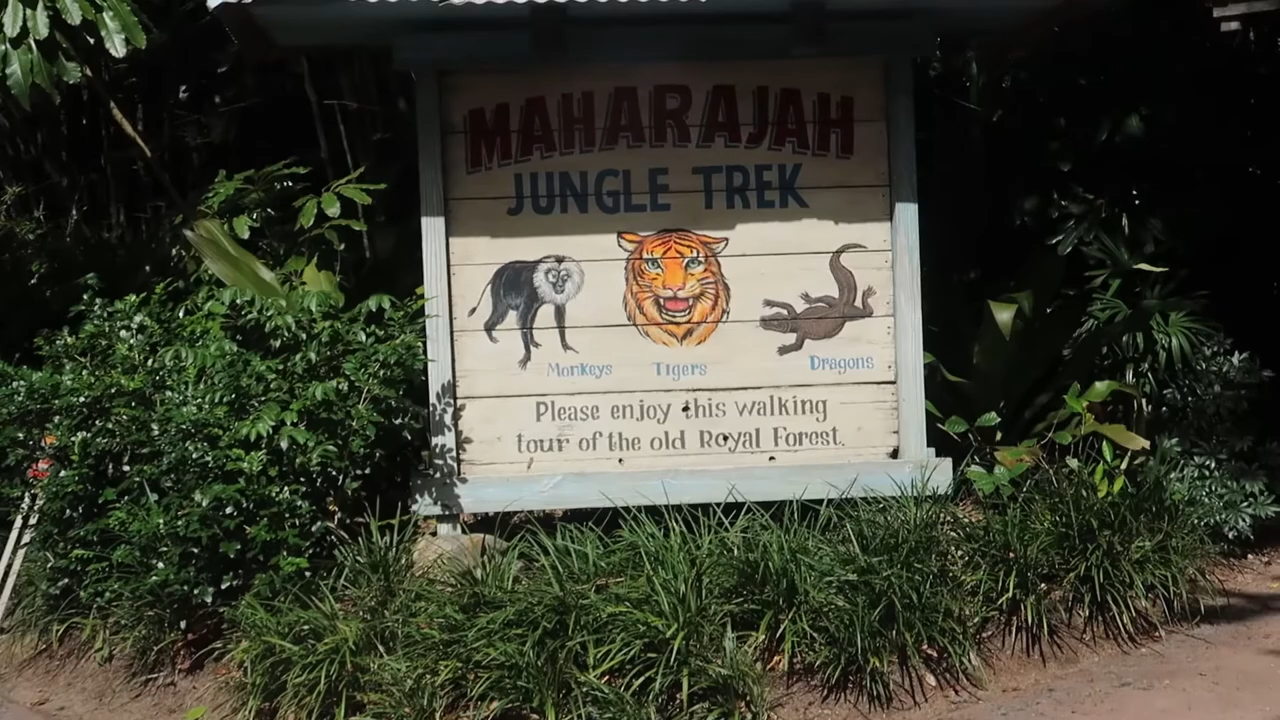 MAHARAJAH
JUNGLE TREK
Monkeys Tigers Dragons
Please enjoy this walking
tour of the old Royal Forest.